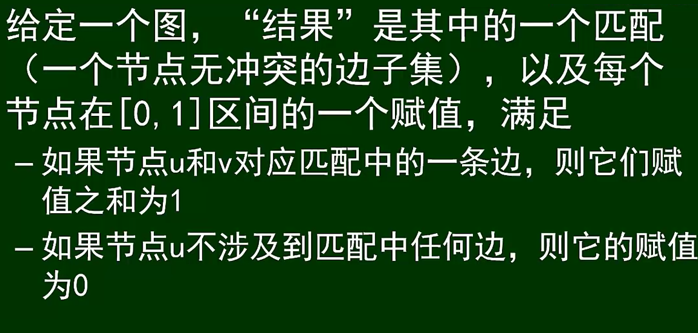 给定一个图，“结果”是其中的一个匹配
（一个节点无冲突的边子集），以及每个
节点在[0,1]区间的一个赋值，满足
– 如果节点u和v对应匹配中的一条边，则它们赋
值之和为1
– 如果节点u不涉及到匹配中任何边，则它的赋值
为0